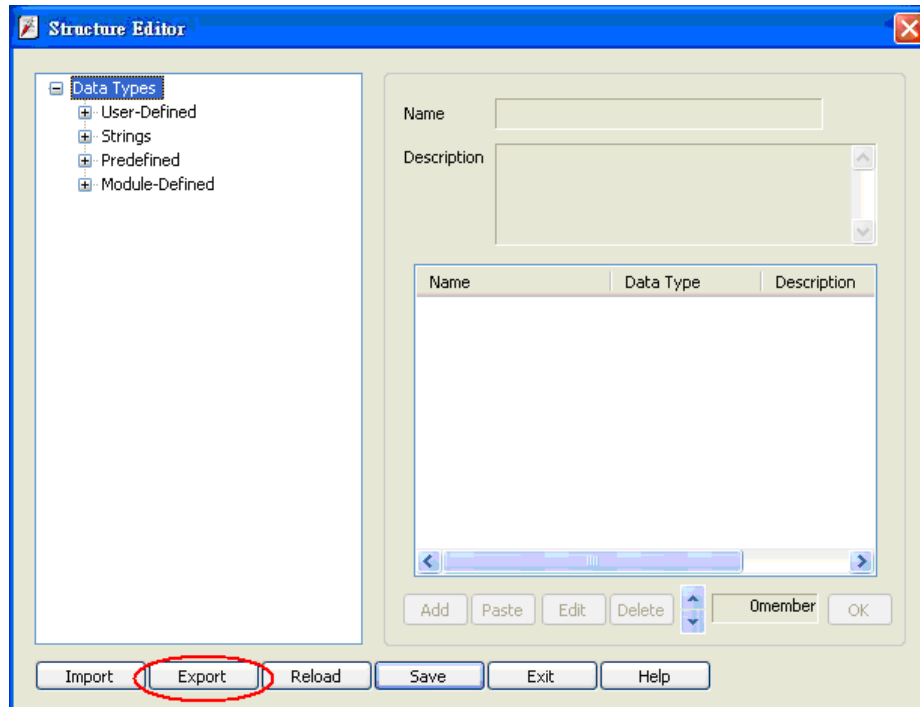 Structure Editor
Data Types
User-Defined
Strings
Predefined
Module-Defined
Name
Description
Name Data Type Description
Add Paste Edit Delete 0member OK
Import Export Reload Save Exit Help